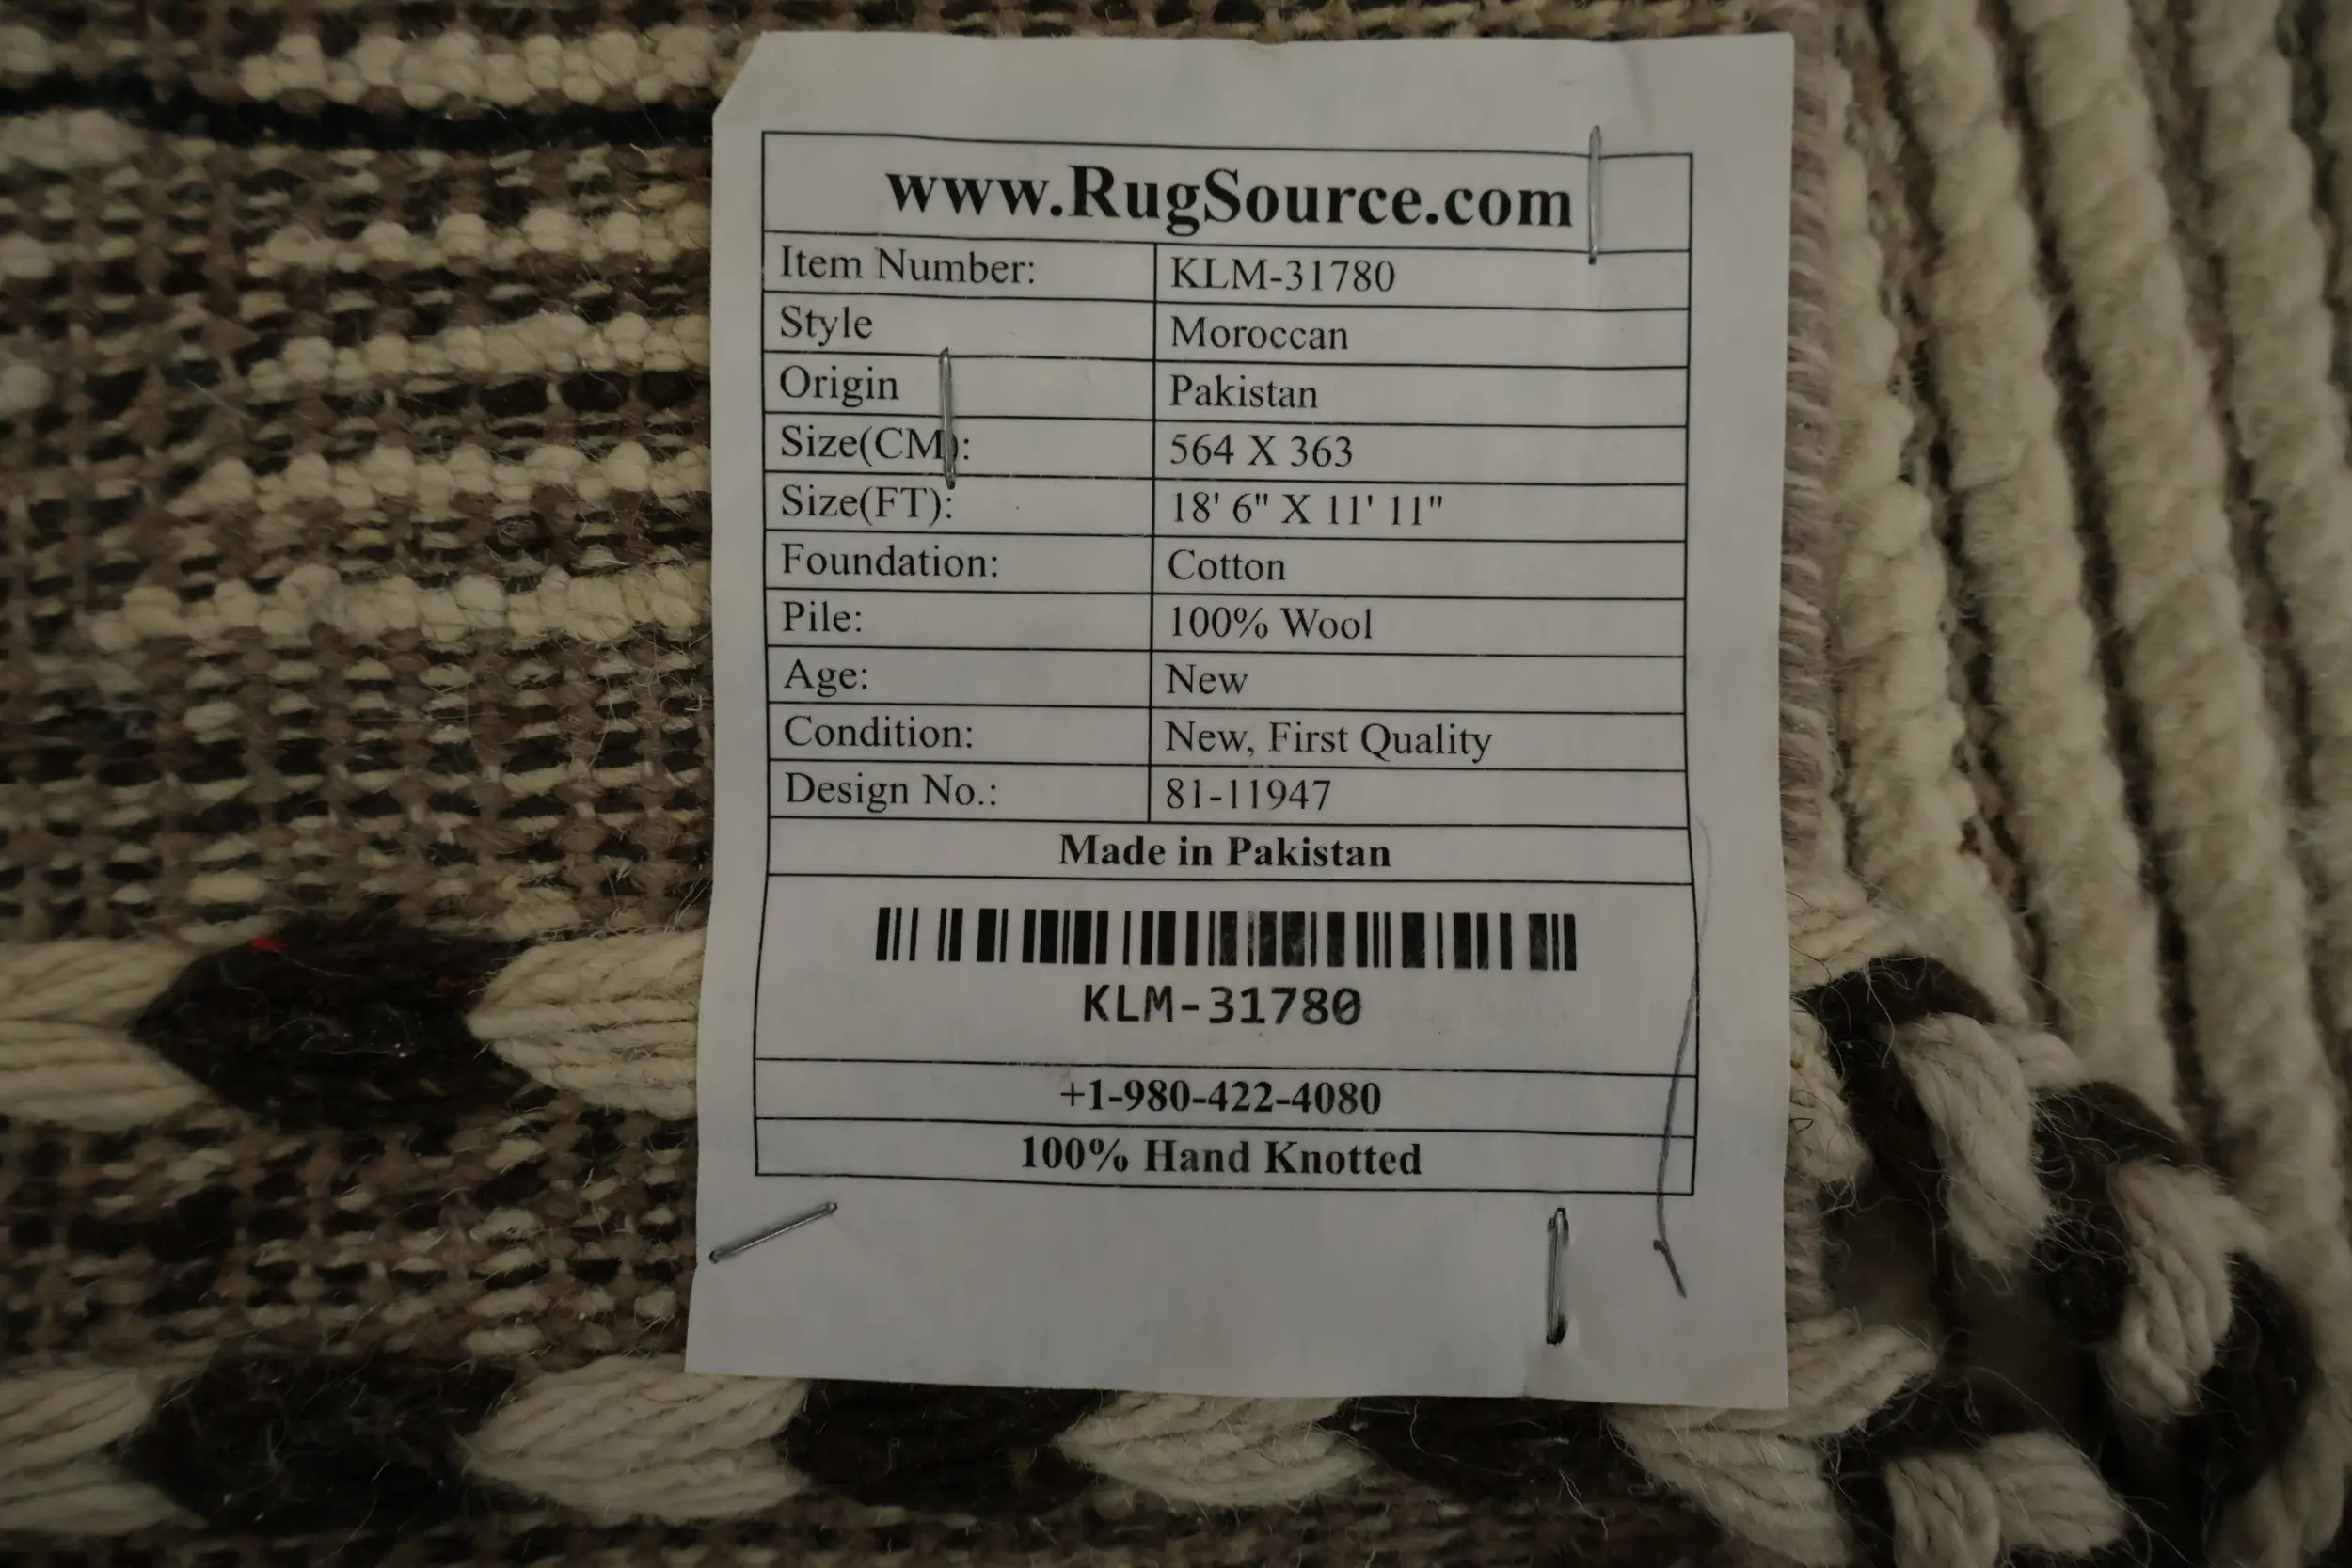 www.RugSource.com
Item Number: KLM-31780
Style Moroccan
Origin Pakistan
Size(CM): 564 X 363
Size(FT): 18' 6" X 11' 11"
Foundation: Cotton
Pile: 100% Wool
Age: New
Condition: New, First Quality
Design No.: 81-11947
Made in Pakistan
KLM-31780
+1-980-422-4080
100% Hand Knotted